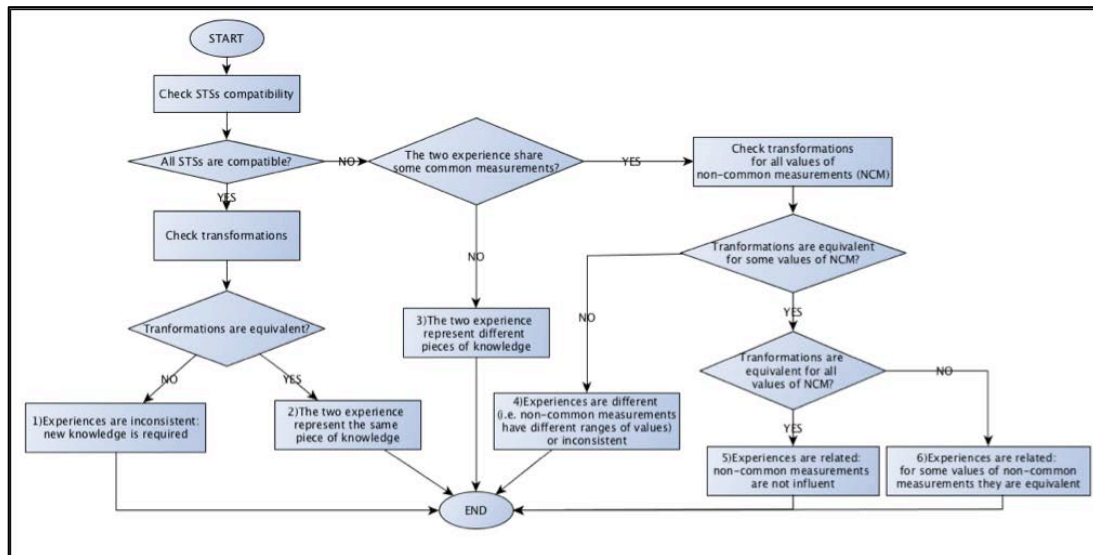 START
Check STSs compatibility
All STSs are compatible?
NO
The two experience share
some common measurements?
YES
Check transformations
for all values of
non-common measurements (NCM)
YES
Check transformations
NO
Tranformations are equivalent
for some values of NCM?
Tranformations are equivalent?
3)The two experience
represent different
pieces of knowledge
NO
YES
Tranformations are
equivalent for all
values of NCM?
NO
NO
YES
1)Experiences are inconsistent:
new knowledge is required
2)The two experience
represent the same
piece of knowledge
4)Experiences are different
(i.e. non-common measurements
have different ranges of values)
or inconsistent
YES
5)Experiences are related:
non-common measurements
are not influent
6)Experiences are related:
for some values of non-common
measurements they are equivalent
END